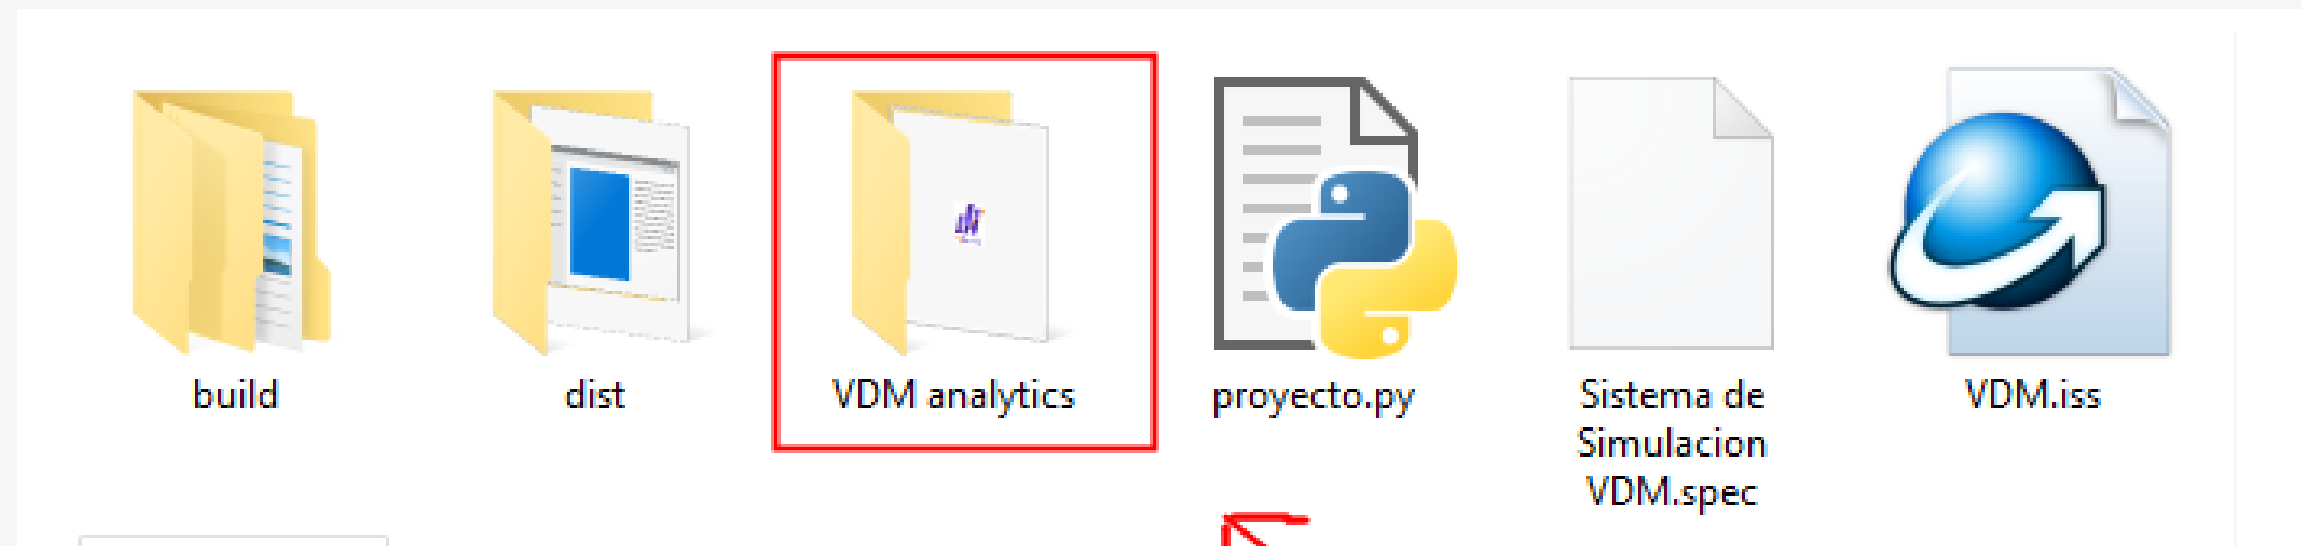 build
dist
VDM analytics
proyecto.py
Sistema de
Simulacion
VDM.spec
VDM.iss